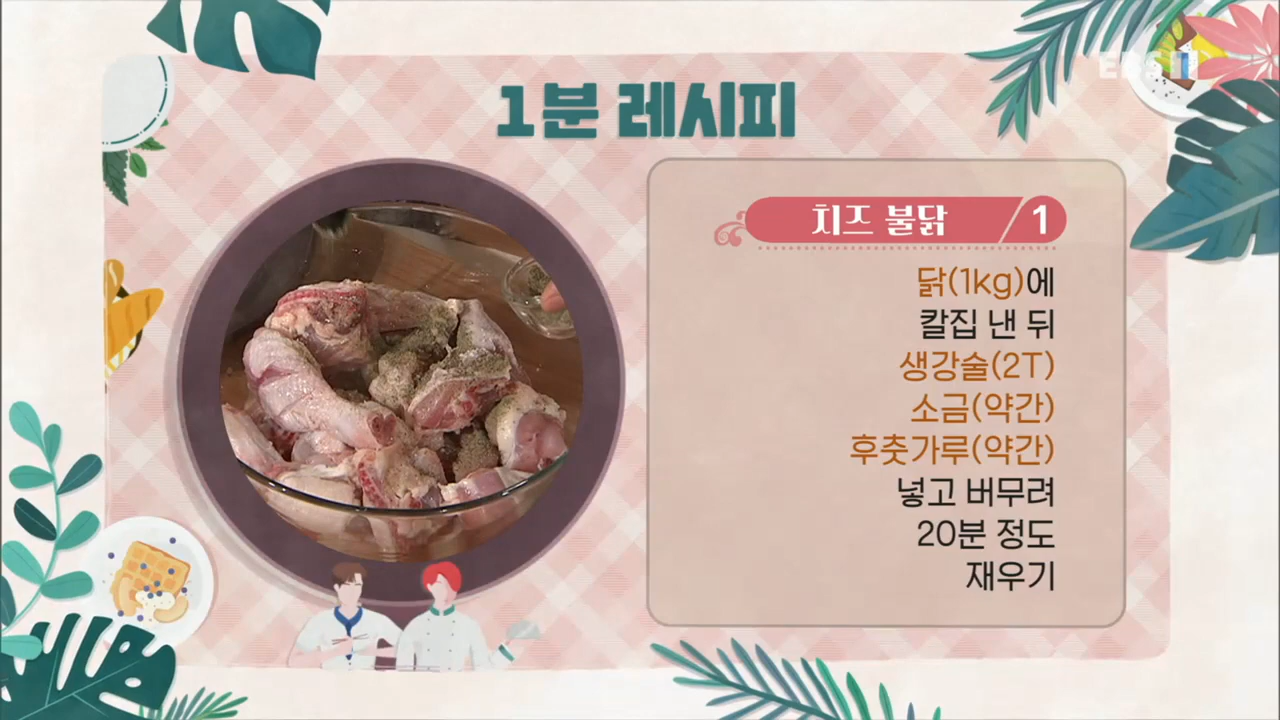 EBS 1
1분 레시피
치즈 불닭 / 1
닭(1kg)에
칼집 낸 뒤
생강술(2T)
소금(약간)
후춧가루(약간)
넣고 버무려
20분 정도
재우기